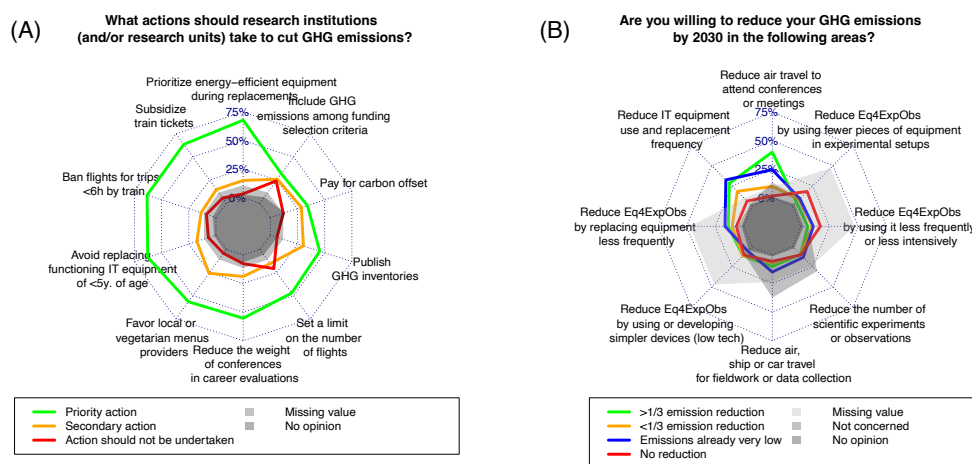 (A)
What actions should research institutions
(and/or research units) take to cut GHG emissions?
Prioritize energy−efficient equipment
during replacements
Include GHG
emissions among funding
selection criteria
Pay for carbon offset
Publish
GHG inventories
Set a limit
on the number
of flights
Reduce the weight
of conferences
in career evaluations
Favor local or
vegetarian menus
providers
Avoid replacing
functioning IT equipment
of <5y. of age
Ban flights for trips
<6h by train
Subsidize
train tickets
75%
50%
25%
0%
Priority action
Secondary action
Action should not be undertaken
Missing value
No opinion
(B)
Are you willing to reduce your GHG emissions
by 2030 in the following areas?
Reduce air travel to
attend conferences
or meetings
Reduce Eq4ExpObs
by using fewer pieces of equipment
in experimental setups
Reduce Eq4ExpObs
by using it less frequently
or less intensively
Reduce the number of
scientific experiments
or observations
Reduce air,
ship or car travel
for fieldwork or data collection
Reduce Eq4ExpObs
by using or developing
simpler devices (low tech)
Reduce Eq4ExpObs
by replacing equipment
less frequently
Reduce IT equipment
use and replacement
frequency
75%
50%
25%
0%
>1/3 emission reduction
<1/3 emission reduction
Emissions already very low
No reduction
Missing value
Not concerned
No opinion